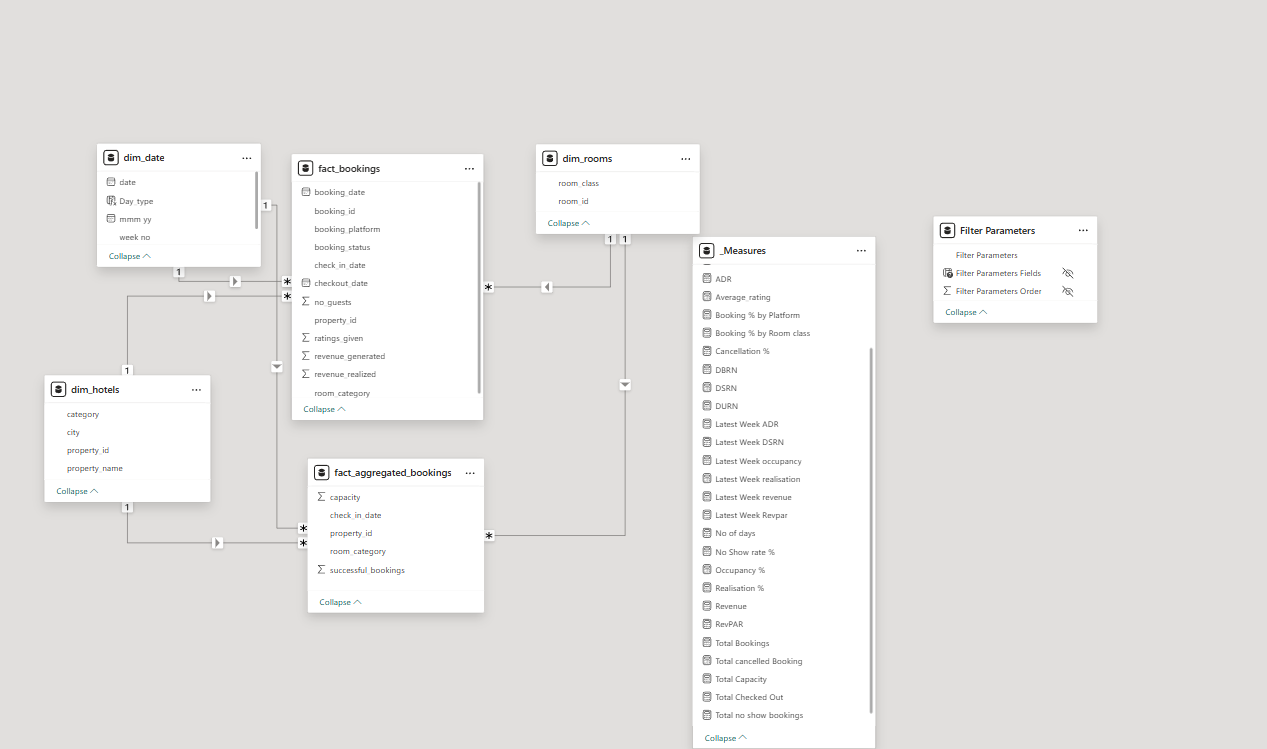 dim_date
date
Day_type
mmm yy
week no
Collapse
fact_bookings
booking_date
booking_id
booking_platform
booking_status
check_in_date
checkout_date
no_guests
property_id
ratings_given
revenue_generated
revenue_realized
room_category
Collapse
dim_rooms
room_class
room_id
Collapse
1
1
*
*
*
1
1
1
dim_hotels
category
city
property_id
property_name
Collapse
1
*
*
*
fact_aggregated_bookings
capacity
check_in_date
property_id
room_category
successful_bookings
Collapse
_Measures
ADR
Average_rating
Booking % by Platform
Booking % by Room class
Cancellation %
DBRN
DSRN
DURN
Latest Week ADR
Latest Week DSRN
Latest Week occupancy
Latest Week realisation
Latest Week revenue
Latest Week Revpar
No of days
No Show rate %
Occupancy %
Realisation %
Revenue
RevPAR
Total Bookings
Total cancelled Booking
Total Capacity
Total Checked Out
Total no show bookings
Collapse
Filter Parameters
Filter Parameters
Filter Parameters Fields
Filter Parameters Order
Collapse